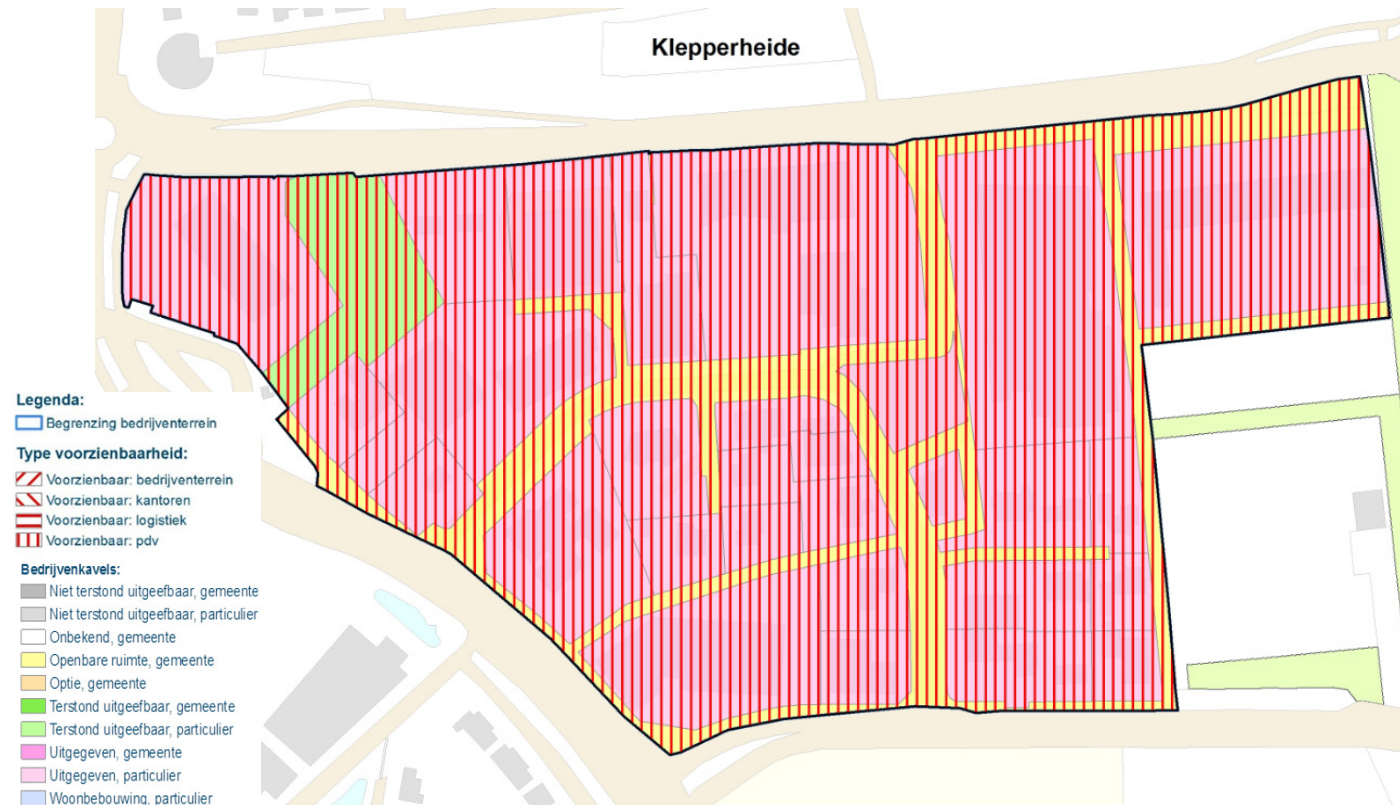 Klepperheide
Legenda:
Begrenzing bedrijventerrein
Type voorzienbaarheid:
Voorzienbaar: bedrijventerrein
Voorzienbaar: kantoren
Voorzienbaar: logistiek
Voorzienbaar: pdv
Bedrijvenkavels:
Niet terstond uitgeefbaar, gemeente
Niet terstond uitgeefbaar, particulier
Onbekend, gemeente
Openbare ruimte, gemeente
Optie, gemeente
Terstond uitgeefbaar, gemeente
Terstond uitgeefbaar, particulier
Uitgegeven, gemeente
Uitgegeven, particulier
Woonbebouwing, particulier